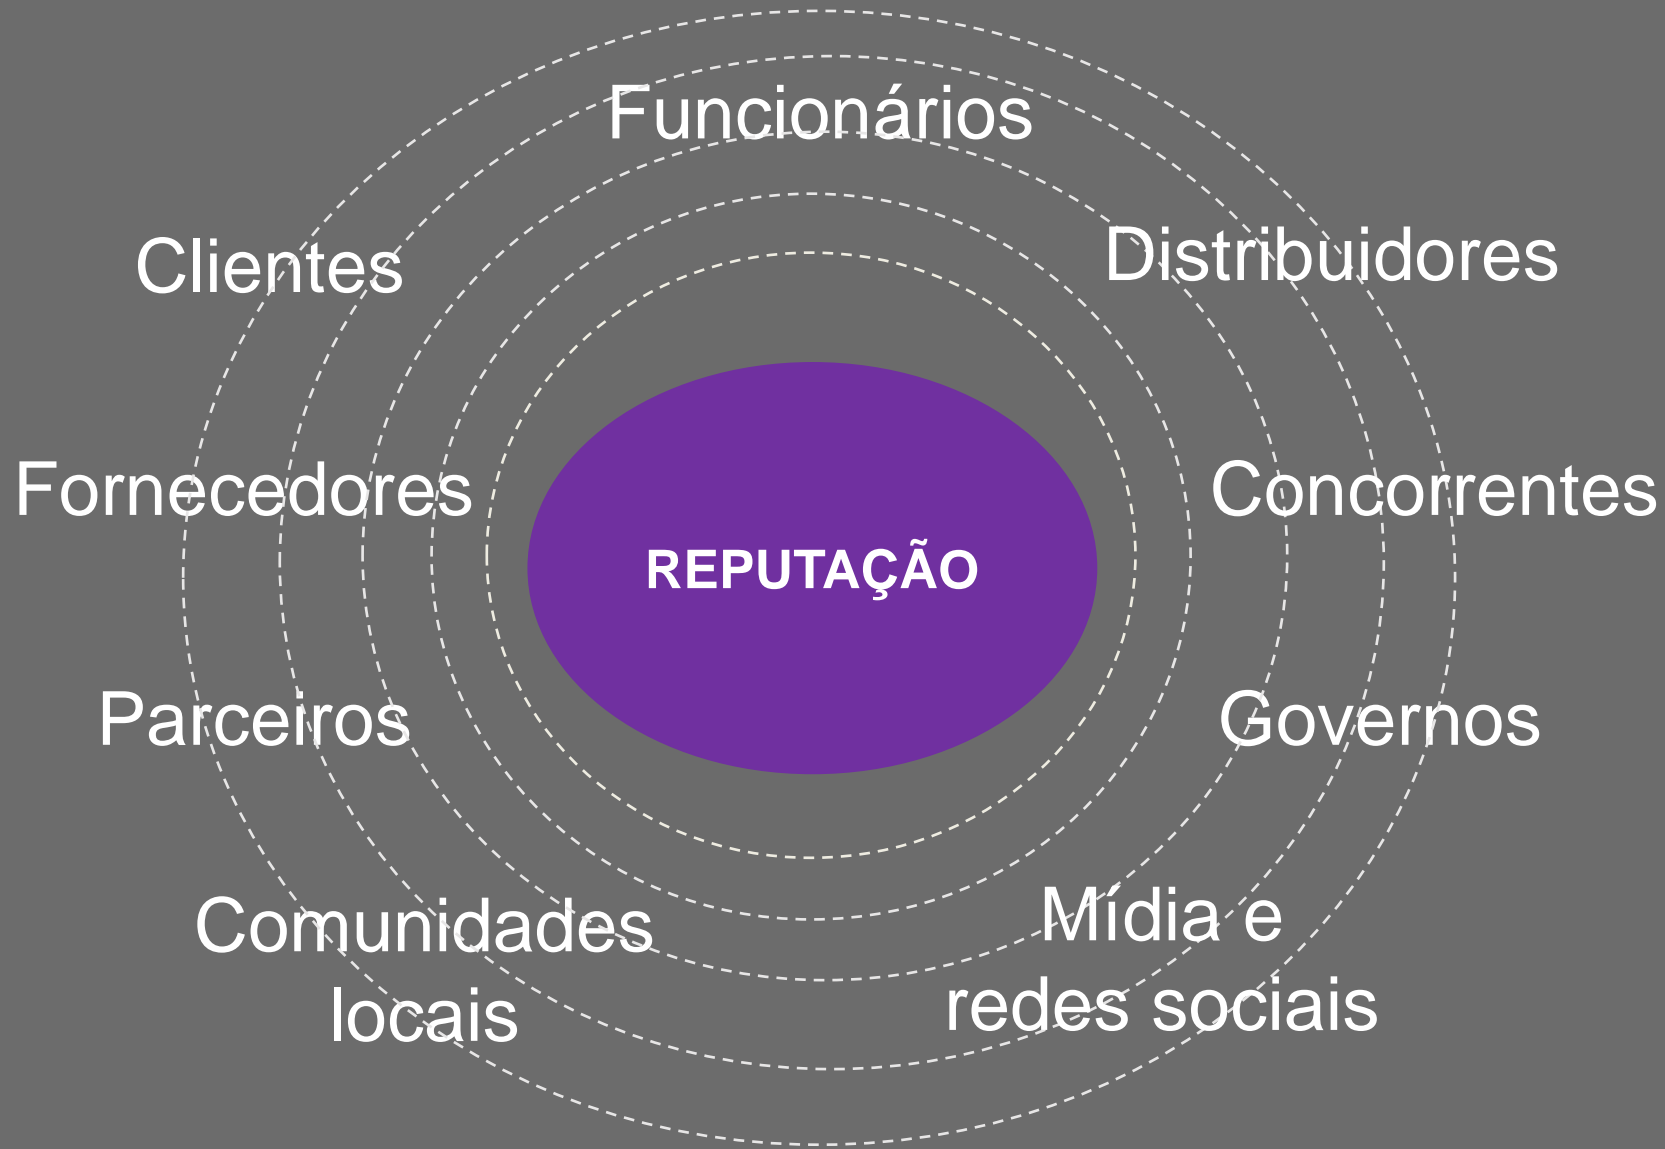 Funcionários
Clientes
Distribuidores
Fornecedores
Concorrentes
REPUTAÇÃO
Parceiros
Governos
Comunidades
locais
Mídia e
redes sociais